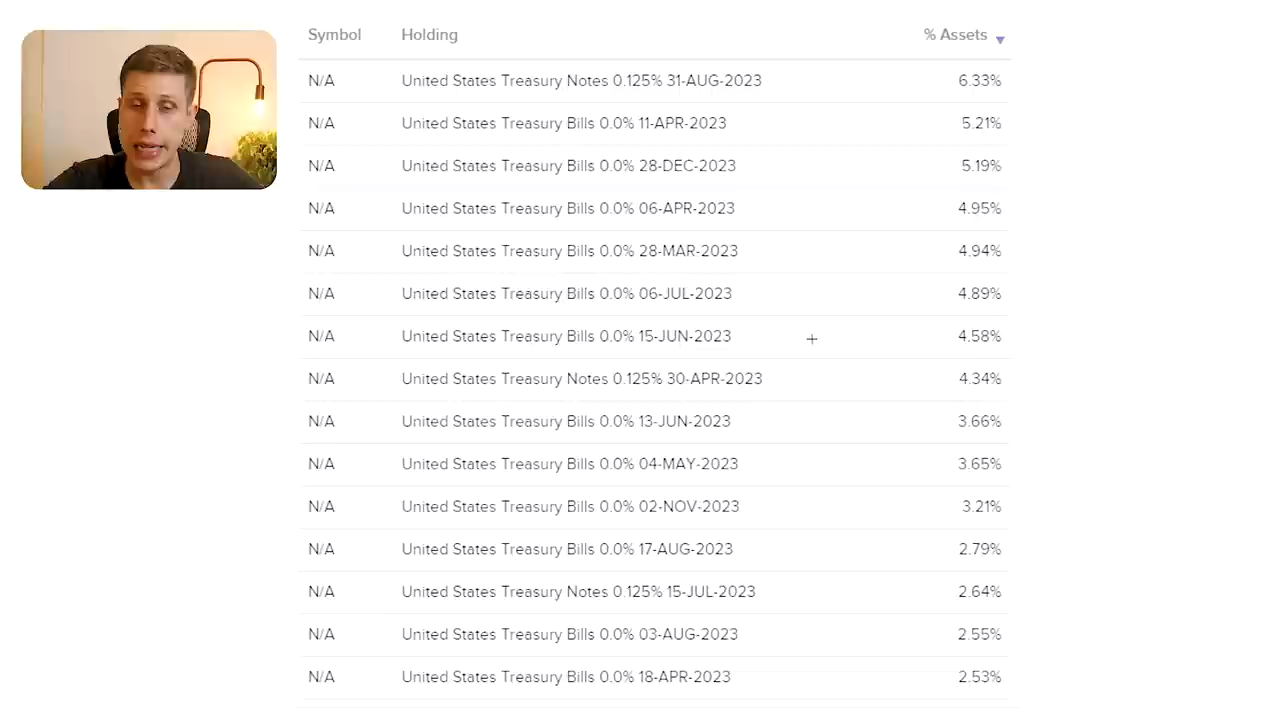 Symbol Holding % Assets
N/A United States Treasury Notes 0.125% 31-AUG-2023 6.33%
N/A United States Treasury Bills 0.0% 11-APR-2023 5.21%
N/A United States Treasury Bills 0.0% 28-DEC-2023 5.19%
N/A United States Treasury Bills 0.0% 06-APR-2023 4.95%
N/A United States Treasury Bills 0.0% 28-MAR-2023 4.94%
N/A United States Treasury Bills 0.0% 06-JUL-2023 4.89%
N/A United States Treasury Bills 0.0% 15-JUN-2023 4.58%
N/A United States Treasury Notes 0.125% 30-APR-2023 4.34%
N/A United States Treasury Bills 0.0% 13-JUN-2023 3.66%
N/A United States Treasury Bills 0.0% 04-MAY-2023 3.65%
N/A United States Treasury Bills 0.0% 02-NOV-2023 3.21%
N/A United States Treasury Bills 0.0% 17-AUG-2023 2.79%
N/A United States Treasury Notes 0.125% 15-JUL-2023 2.64%
N/A United States Treasury Bills 0.0% 03-AUG-2023 2.55%
N/A United States Treasury Bills 0.0% 18-APR-2023 2.53%